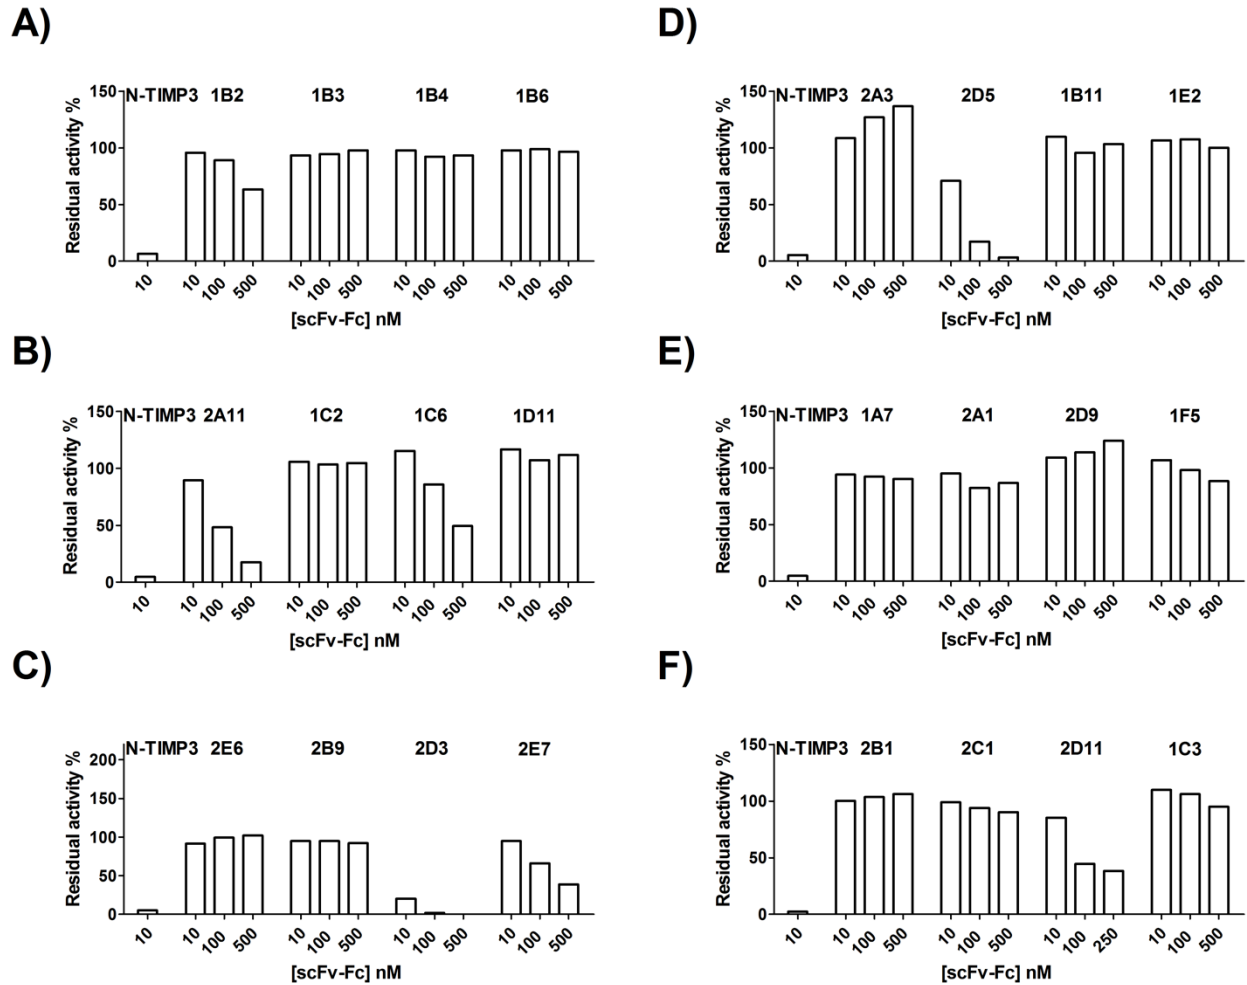 A)
Residual activity %
150
100
50
0
N-TIMP3 1B2 1B3 1B4 1B6
10 10 100 500 10 100 500 10 100 500 10 100 500
[scFv-Fc] nM
B)
Residual activity %
150
100
50
0
N-TIMP3 2A11 1C2 1C6 1D11
10 10 100 500 10 100 500 10 100 500 10 100 500
[scFv-Fc] nM
C)
Residual activity %
200
150
100
50
0
N-TIMP3 2E6 2B9 2D3 2E7
10 10 100 500 10 100 500 10 100 500 10 100 500
[scFv-Fc] nM
D)
Residual activity %
150
100
50
0
N-TIMP3 2A3 2D5 1B11 1E2
10 10 100 500 10 100 500 10 100 500 10 100 500
[scFv-Fc] nM
E)
Residual activity %
150
100
50
0
N-TIMP3 1A7 2A1 2D9 1F5
10 10 100 500 10 100 500 10 100 500 10 100 500
[scFv-Fc] nM
F)
Residual activity %
150
100
50
0
N-TIMP3 2B1 2C1 2D11 1C3
10 10 100 500 10 100 500 10 100 250 10 100 500
[scFv-Fc] nM